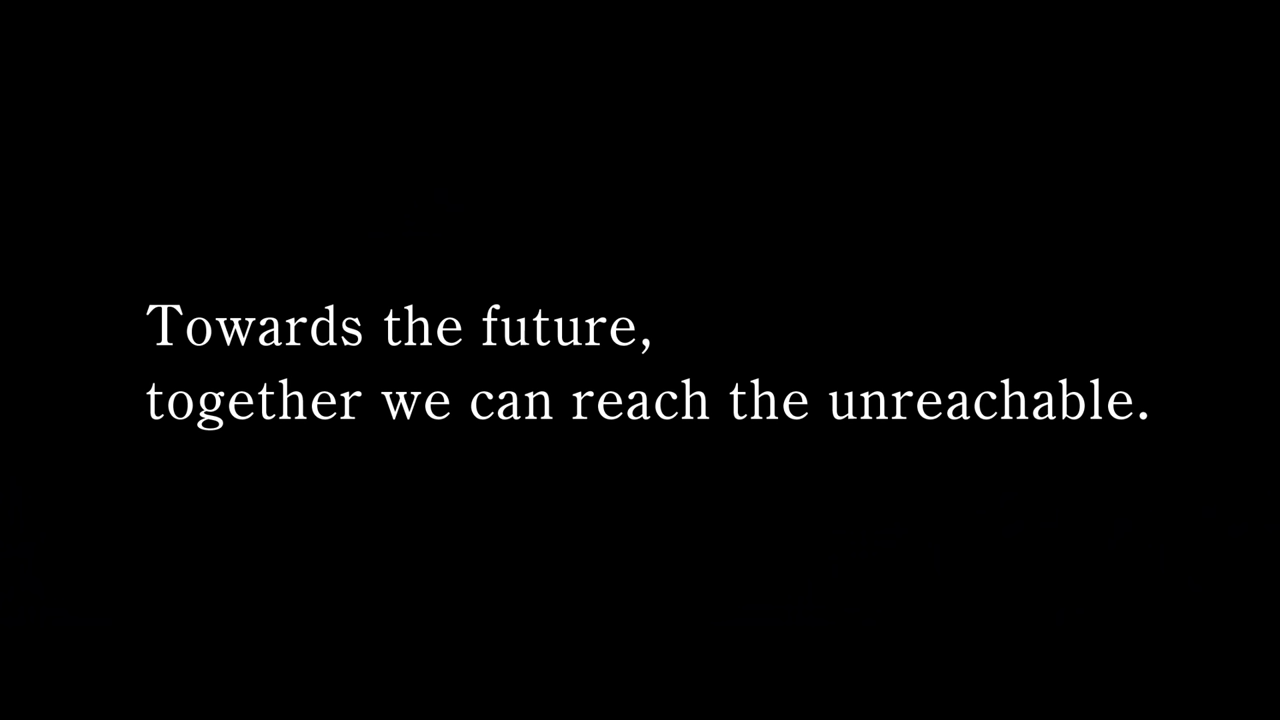 Towards the future,
together we can reach the unreachable.